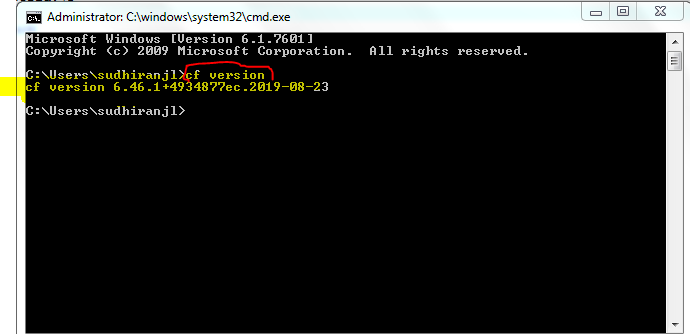 Administrator: C:\windows\system32\cmd.exe
Microsoft Windows [Version 6.1.7601]
Copyright (c) 2009 Microsoft Corporation.  All rights reserved.
C:\Users\sudhiranjl>cf version
cf version 6.46.1+4934877ec.2019-08-23
C:\Users\sudhiranjl>